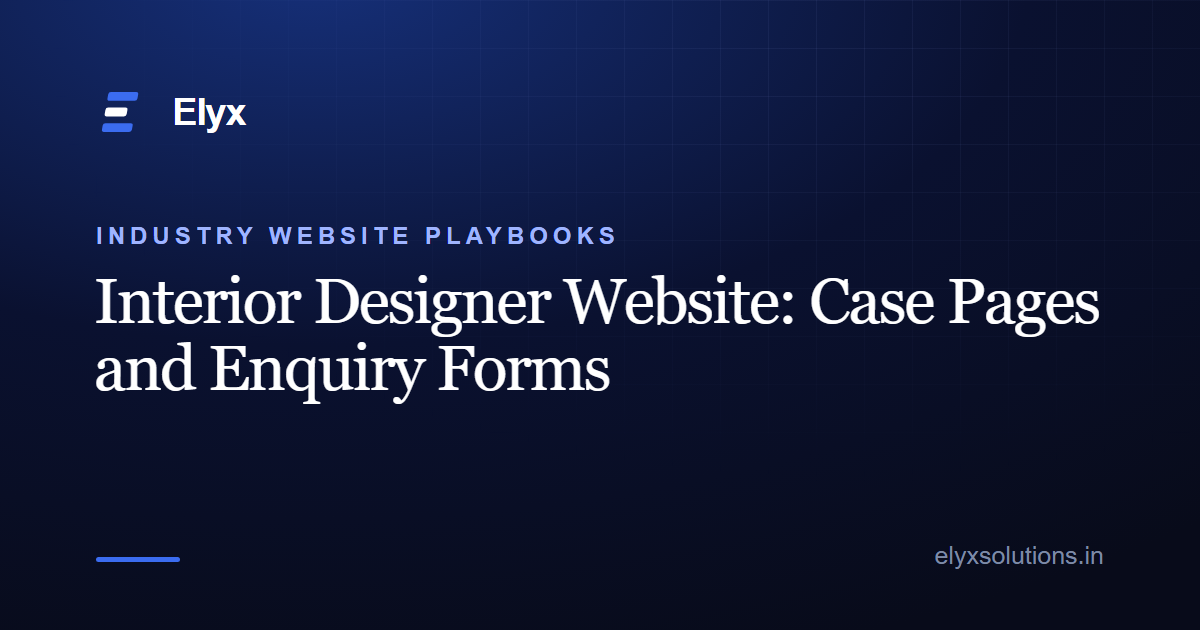 Elyx
INDUSTRY WEBSITE PLAYBOOKS
Interior Designer Website: Case Pages
and Enquiry Forms
elyxsolutions.in